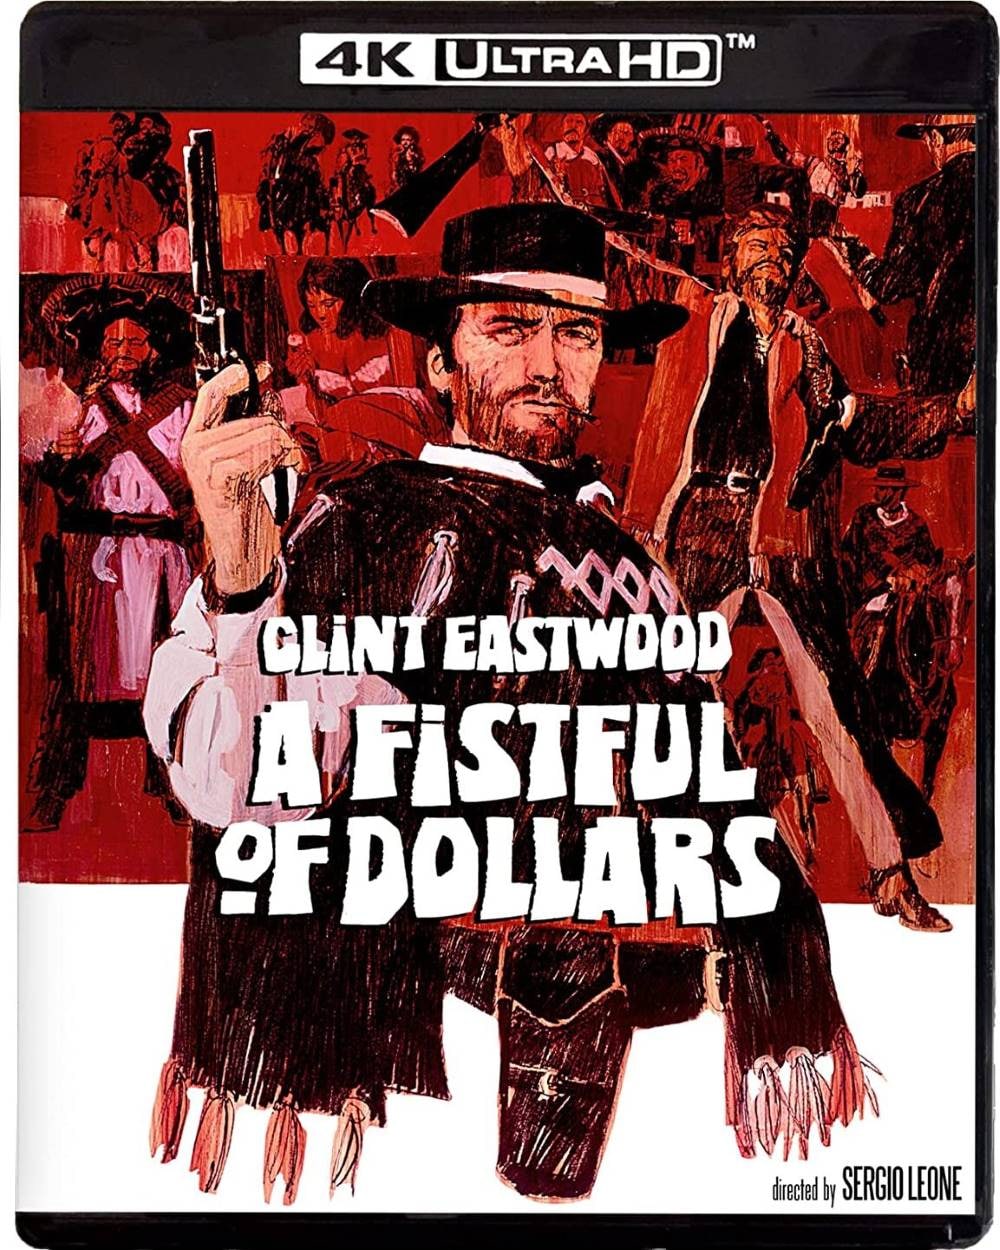 4K ULTRA HD™
CLiNT EASTWOOD
A FiSTFUL
OF DOLLARS
directed by SERGIO LEONE